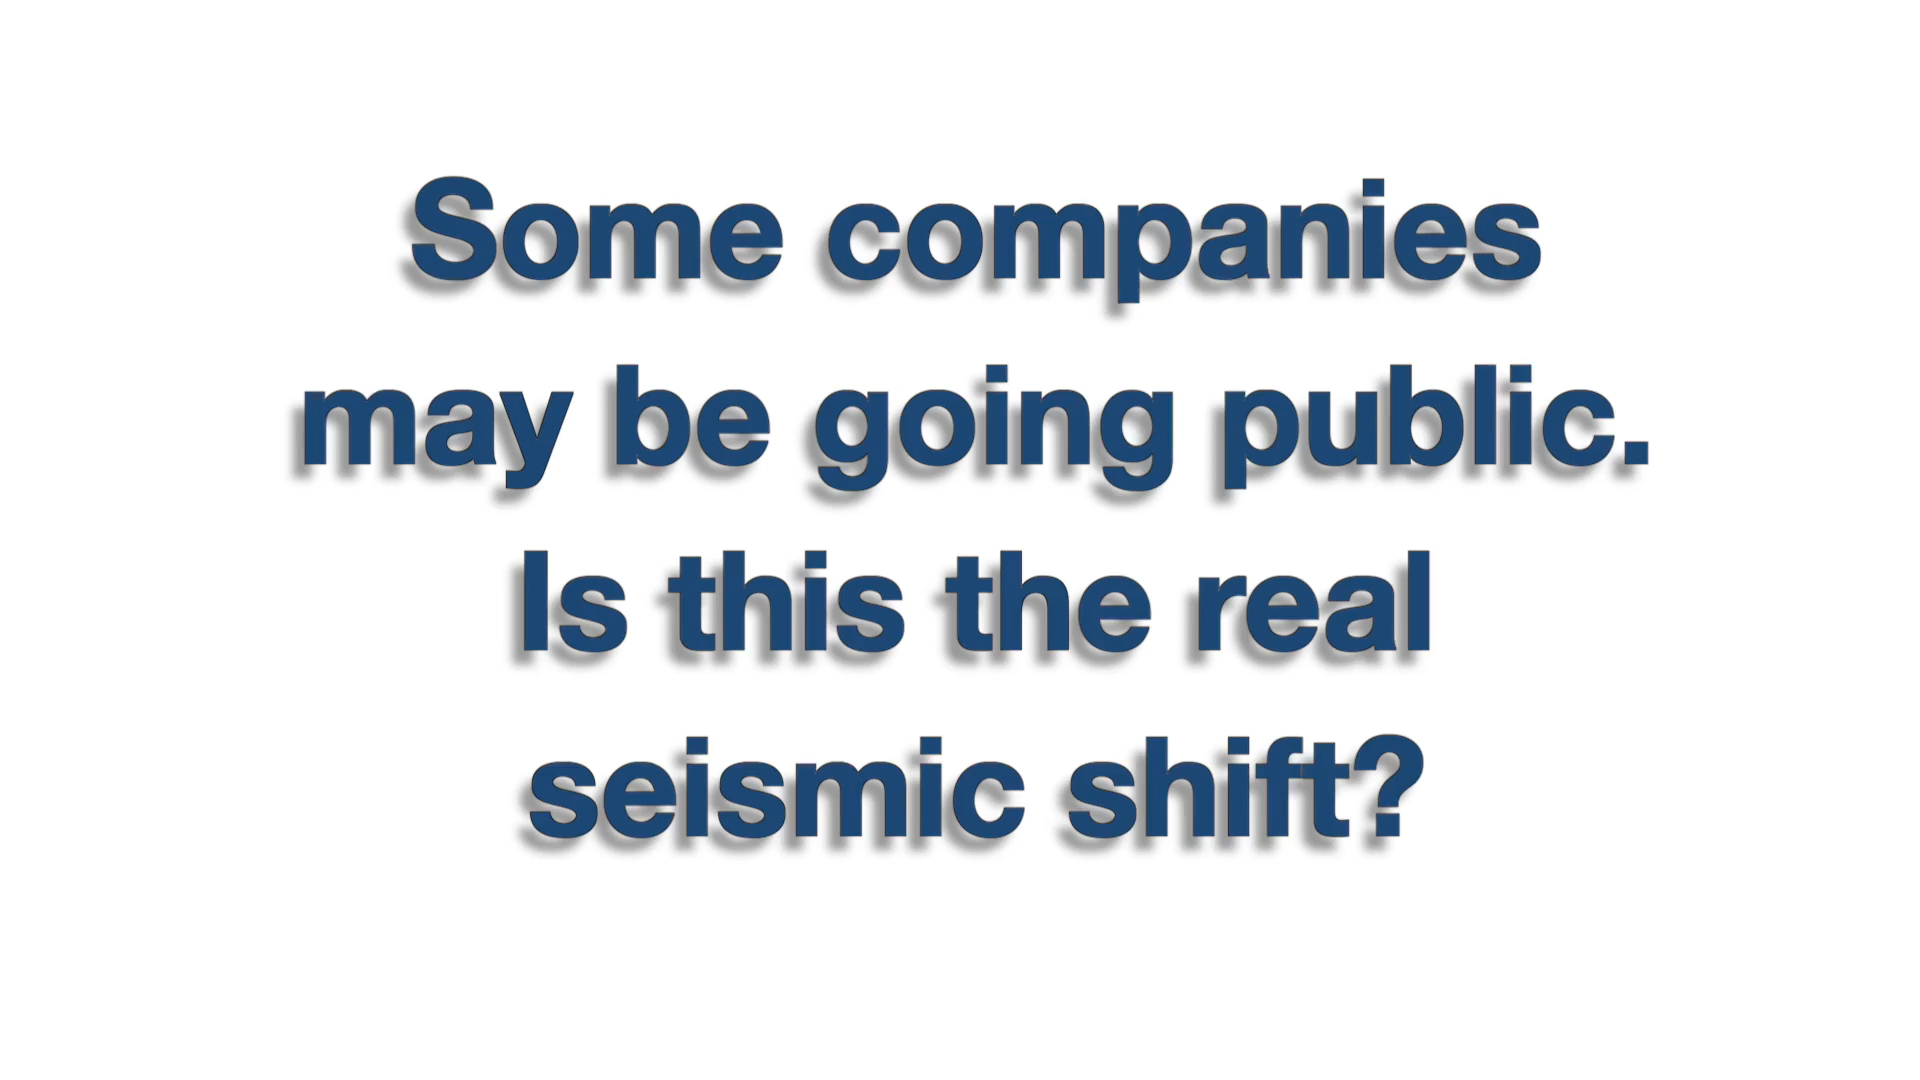 Some companies
may be going public.
Is this the real
seismic shift?